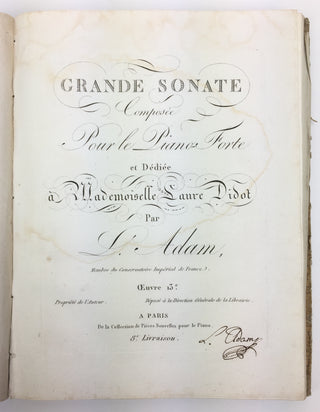 GRANDE SONATE
Composée
Pour le Piano Forte
et Dédiée
à Mademoiselle Laure Didot
Par
L. Adam,
Membre du Conservatoire Impérial de France.
Œuvre 13e.
Propriété de l'Auteur. Déposé à la Direction Générale de la Librairie.
A PARIS
De la Collection de Pièces Nouvelles pour le Piano.
Livraison.
L. Adam